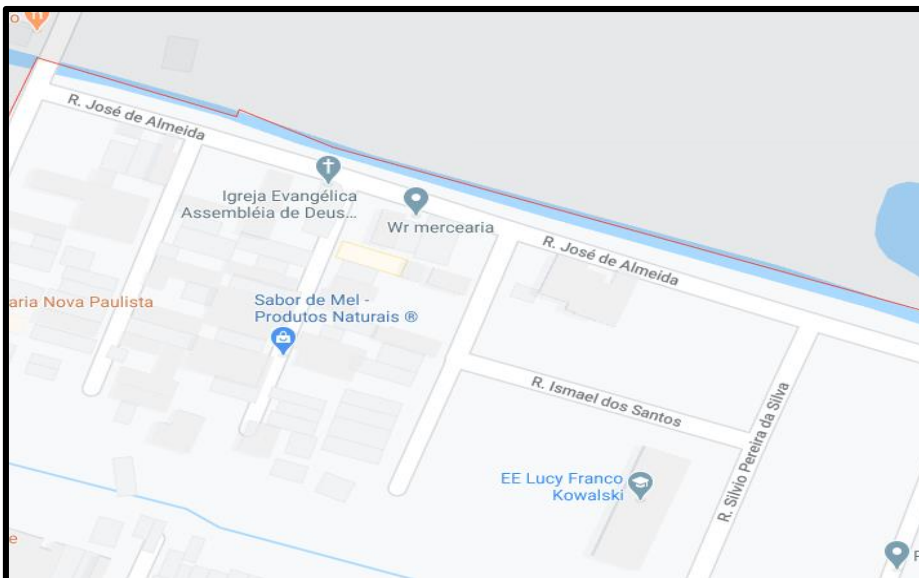 o
R. José de Almeida
Igreja Evangélica
Assembléia de Deus...
Wr mercearia
R. José de Almeida
aria Nova Paulista
Sabor de Mel -
Produtos Naturais ®
R. Ismael dos Santos
R. Silvio Pereira da Silva
EE Lucy Franco
Kowalski
e
P